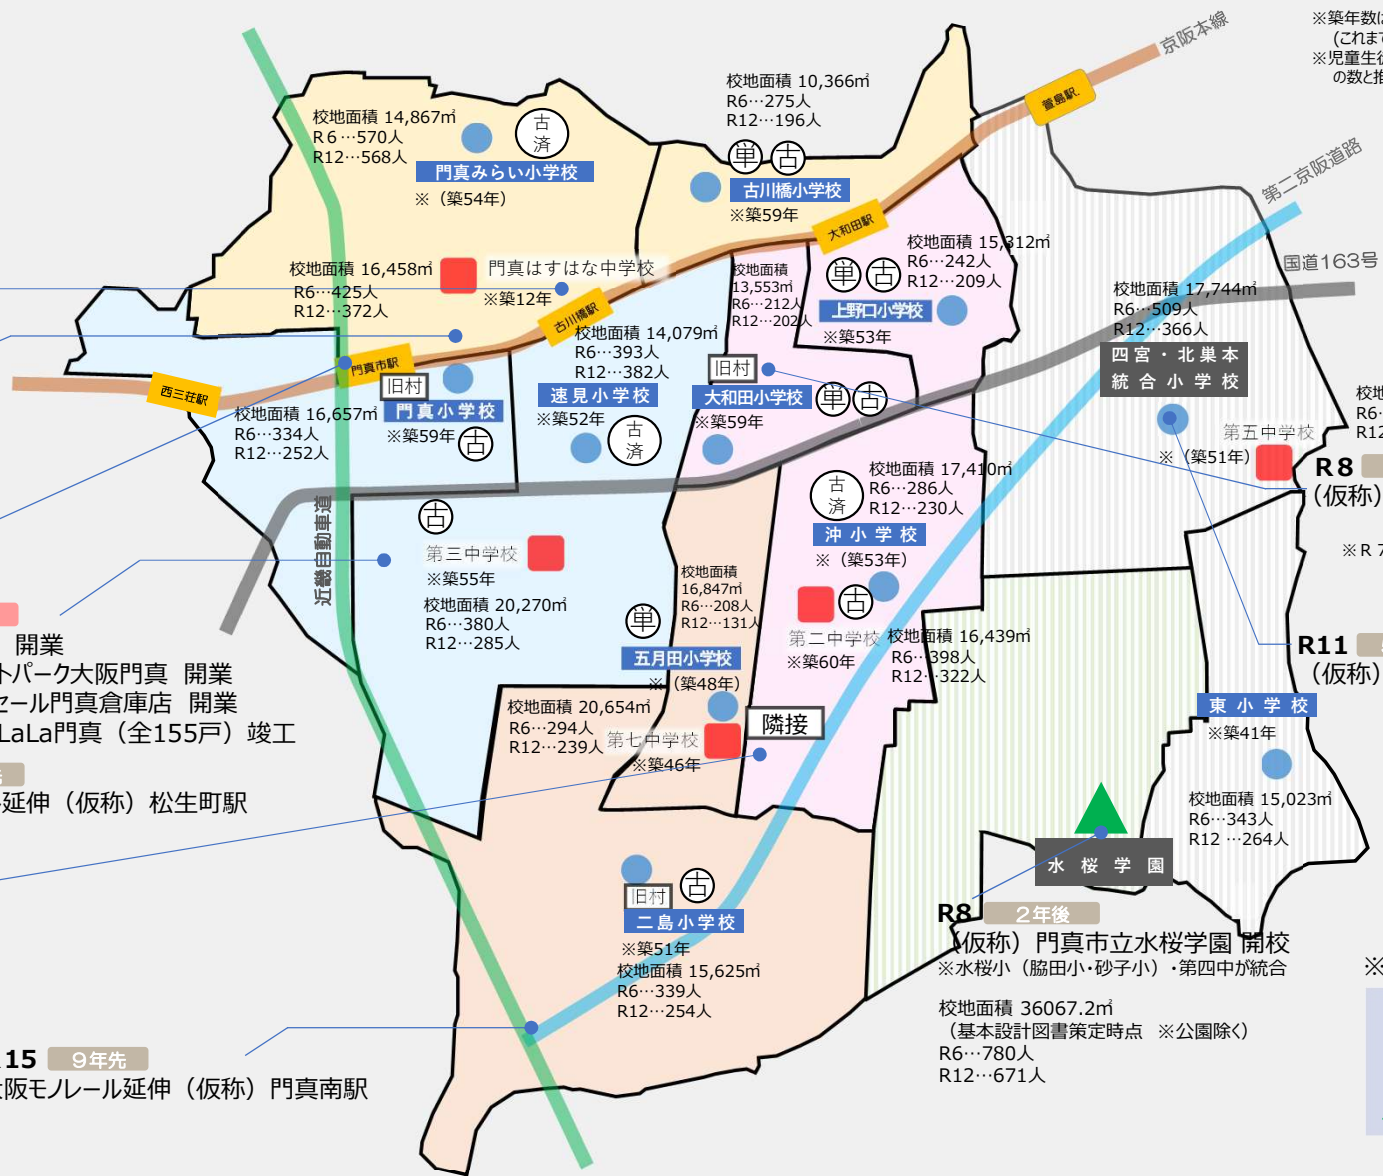 ※築年数は
(これまで
※児童生徒
の数と推
京阪本線
萱島駅
第二京阪道路
国道163号
校地面積 10,366㎡
R6…275人
R12…196人
単
古
古川橋小学校
※築59年
校地面積 14,867㎡
R6…570人
R12…568人
古
済
門真みらい小学校
※（築54年）
大和田駅
校地面積 15,312㎡
R6…242人
R12…209人
単
古
上野口小学校
※築53年
校地面積 16,458㎡
R6…425人
R12…372人
門真はすはな中学校
※築12年
古川橋駅
校地面積
13,553㎡
R6…212人
R12…202人
旧村
大和田小学校
単
古
※築59年
校地面積 17,744㎡
R6…509人
R12…366人
四宮・北巣本
統合小学校
※（築51年）
第五中学校
校地
R6…
R12
西三荘駅
門真市駅
旧村
門真小学校
※築59年
古
校地面積 16,657㎡
R6…334人
R12…252人
校地面積 14,079㎡
R6…393人
R12…382人
速見小学校
※築52年
古
済
R8
（仮称）
※R7
近畿自動車道
古
第三中学校
※築55年
校地面積 20,270㎡
R6…380人
R12…285人
古
済
校地面積 17,410㎡
R6…286人
R12…230人
沖小学校
※（築53年）
古
第二中学校
※築60年
校地面積 16,439㎡
R6…398人
R12…322人
校地面積
16,847㎡
R6…208人
R12…131人
単
五月田小学校
※（築48年）
校地面積 20,654㎡
R6…294人
R12…239人
第七中学校
※築46年
隣接
開業
トパーク大阪門真 開業
セール門真倉庫店 開業
LaLa門真（全155戸）竣工
延伸（仮称）松生町駅
R11
（仮称）
東小学校
※築41年
校地面積 15,023㎡
R6…343人
R12…264人
水桜学園
R8 2年後
（仮称）門真市立水桜学園 開校
※水桜小（脇田小・砂子小）・第四中が統合
校地面積 36067.2㎡
（基本設計図書策定時点 ※公園除く）
R6…780人
R12…671人
旧村
古
二島小学校
※築51年
校地面積 15,625㎡
R6…339人
R12…254人
15 9年先
阪モノレール延伸（仮称）門真南駅
※